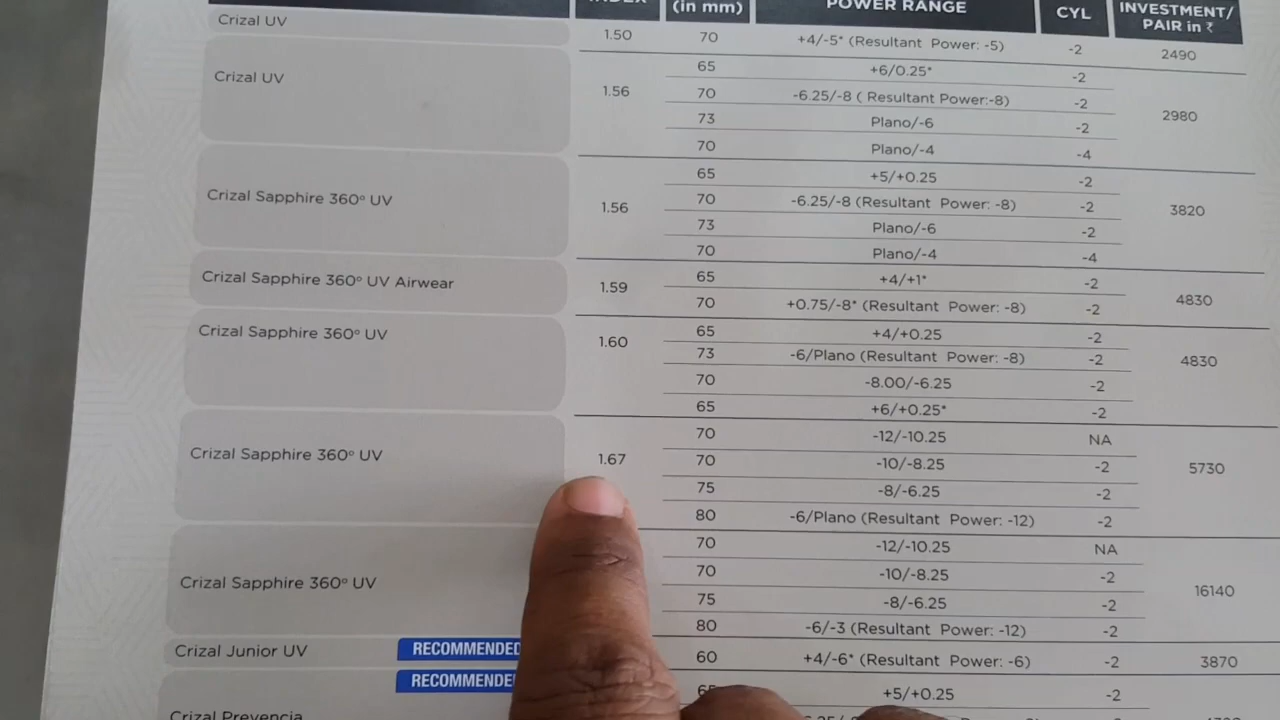 INDEX (in mm) POWER RANGE CYL INVESTMENT/
PAIR in ₹
Crizal UV 1.50 70 +4/-5* (Resultant Power: -5) -2 2490
Crizal UV 1.56 2980
65 +6/0.25* -2
70 -6.25/-8 ( Resultant Power:-8) -2
73 Plano/-6 -2
70 Plano/-4 -4
Crizal Sapphire 360° UV 1.56 3820
65 +5/+0.25 -2
70 -6.25/-8 (Resultant Power: -8) -2
73 Plano/-6 -2
70 Plano/-4 -4
Crizal Sapphire 360° UV Airwear 1.59 4830
65 +4/+1* -2
70 +0.75/-8* (Resultant Power: -8) -2
Crizal Sapphire 360° UV 1.60 4830
65 +4/+0.25 -2
73 -6/Plano (Resultant Power: -8) -2
70 -8.00/-6.25 -2
65 +6/+0.25* -2
Crizal Sapphire 360° UV 1.67 5730
70 -12/-10.25 NA
70 -10/-8.25 -2
75 -8/-6.25 -2
80 -6/Plano (Resultant Power: -12) -2
Crizal Sapphire 360° UV 16140
70 -12/-10.25 NA
70 -10/-8.25 -2
75 -8/-6.25 -2
80 -6/-3 (Resultant Power: -12) -2
Crizal Junior UV RECOMMENDED 60 +4/-6* (Resultant Power: -6) -2 3870
RECOMMENDED
65 +5/+0.25 -2
Crizal Prevencia